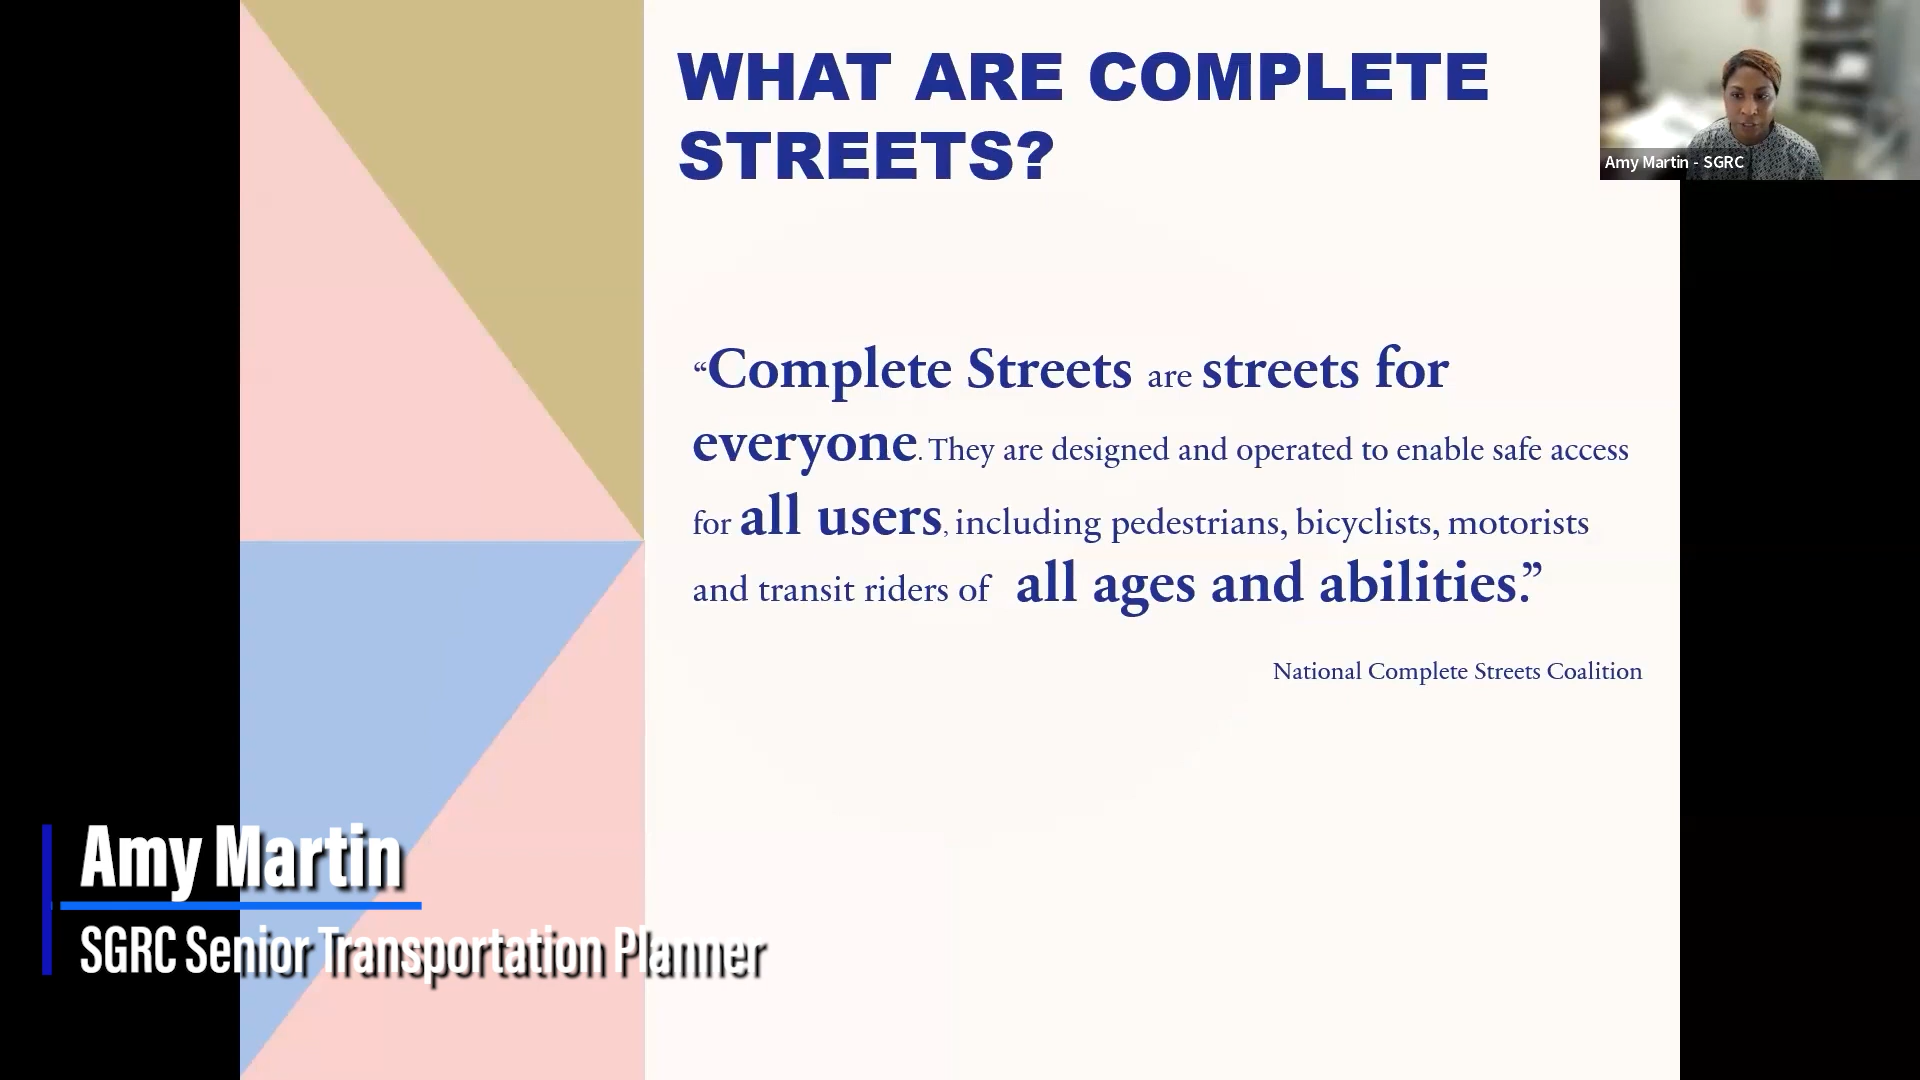 WHAT ARE COMPLETE
STREETS?
Amy Martin - SGRC
“Complete Streets are streets for
everyone. They are designed and operated to enable safe access
for all users, including pedestrians, bicyclists, motorists
and transit riders of all ages and abilities.”
National Complete Streets Coalition
Amy Martin
SGRC Senior Transportation Planner